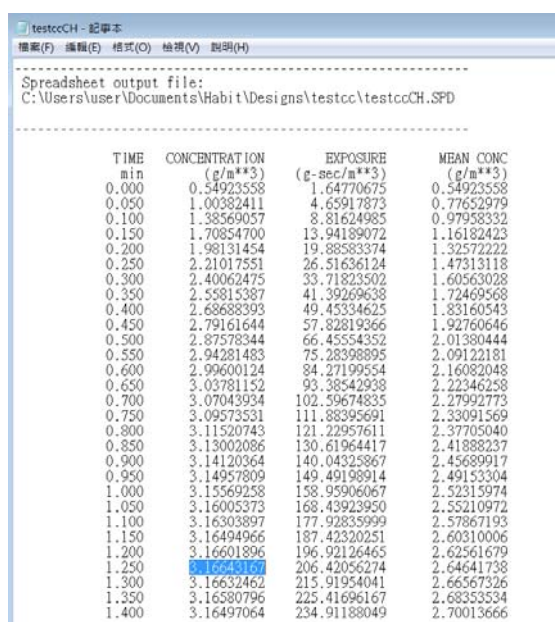 testccCH - 記事本
檔案(F) 編輯(E) 格式(O) 檢視(V) 說明(H)
-----------------------------------------------------------------
Spreadsheet output file:
C:\Users\user\Documents\Habit\Designs\testcc\testccCH.SPD
-----------------------------------------------------------------
TIME CONCENTRATION EXPOSURE MEAN CONC
min (g/m**3) (g-sec/m**3) (g/m**3)
0.000 0.54923558 1.64770675 0.54923558
0.050 1.00382411 4.65917873 0.77652979
0.100 1.38569057 8.81624985 0.97958332
0.150 1.70854700 13.94189072 1.16182423
0.200 1.98131454 19.88583374 1.32572222
0.250 2.21017551 26.51636124 1.47313118
0.300 2.40062475 33.71823502 1.60563028
0.350 2.55815387 41.39269638 1.72469568
0.400 2.68688393 49.45334625 1.83160543
0.450 2.79161644 57.82819366 1.92760646
0.500 2.87578344 66.45554352 2.01380444
0.550 2.94281483 75.28398895 2.09122181
0.600 2.99600124 84.27199554 2.16082048
0.650 3.03781152 93.38542938 2.22346258
0.700 3.07043934 102.59674835 2.27992773
0.750 3.09573531 111.88395691 2.33091569
0.800 3.11520743 121.22957611 2.37705040
0.850 3.13002086 130.61964417 2.41888237
0.900 3.14120364 140.04325867 2.45689917
0.950 3.14957809 149.49198914 2.49153304
1.000 3.15569258 158.95906067 2.52315974
1.050 3.16005373 168.43923950 2.55210972
1.100 3.16303897 177.92835999 2.57867193
1.150 3.16494966 187.42320251 2.60310006
1.200 3.16601896 196.92126465 2.62561679
1.250 3.16643167 206.42056274 2.64641738
1.300 3.16632462 215.91954041 2.66567326
1.350 3.16580796 225.41696167 2.68353534
1.400 3.16497064 234.91188049 2.70013666